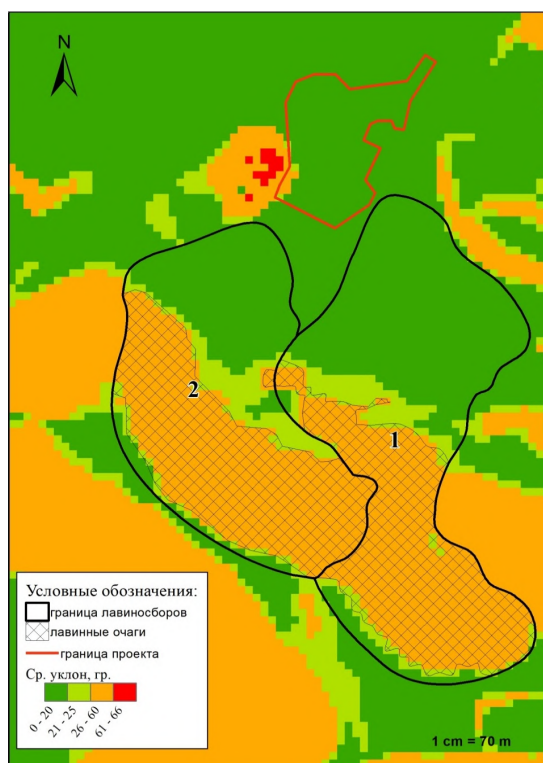 N
2
1
Условные обозначения:
граница лавиносборов
лавинные очаги
граница проекта
Ср. уклон, гр.
0 - 20
21 - 25
26 - 60
61 - 66
1 cm = 70 m